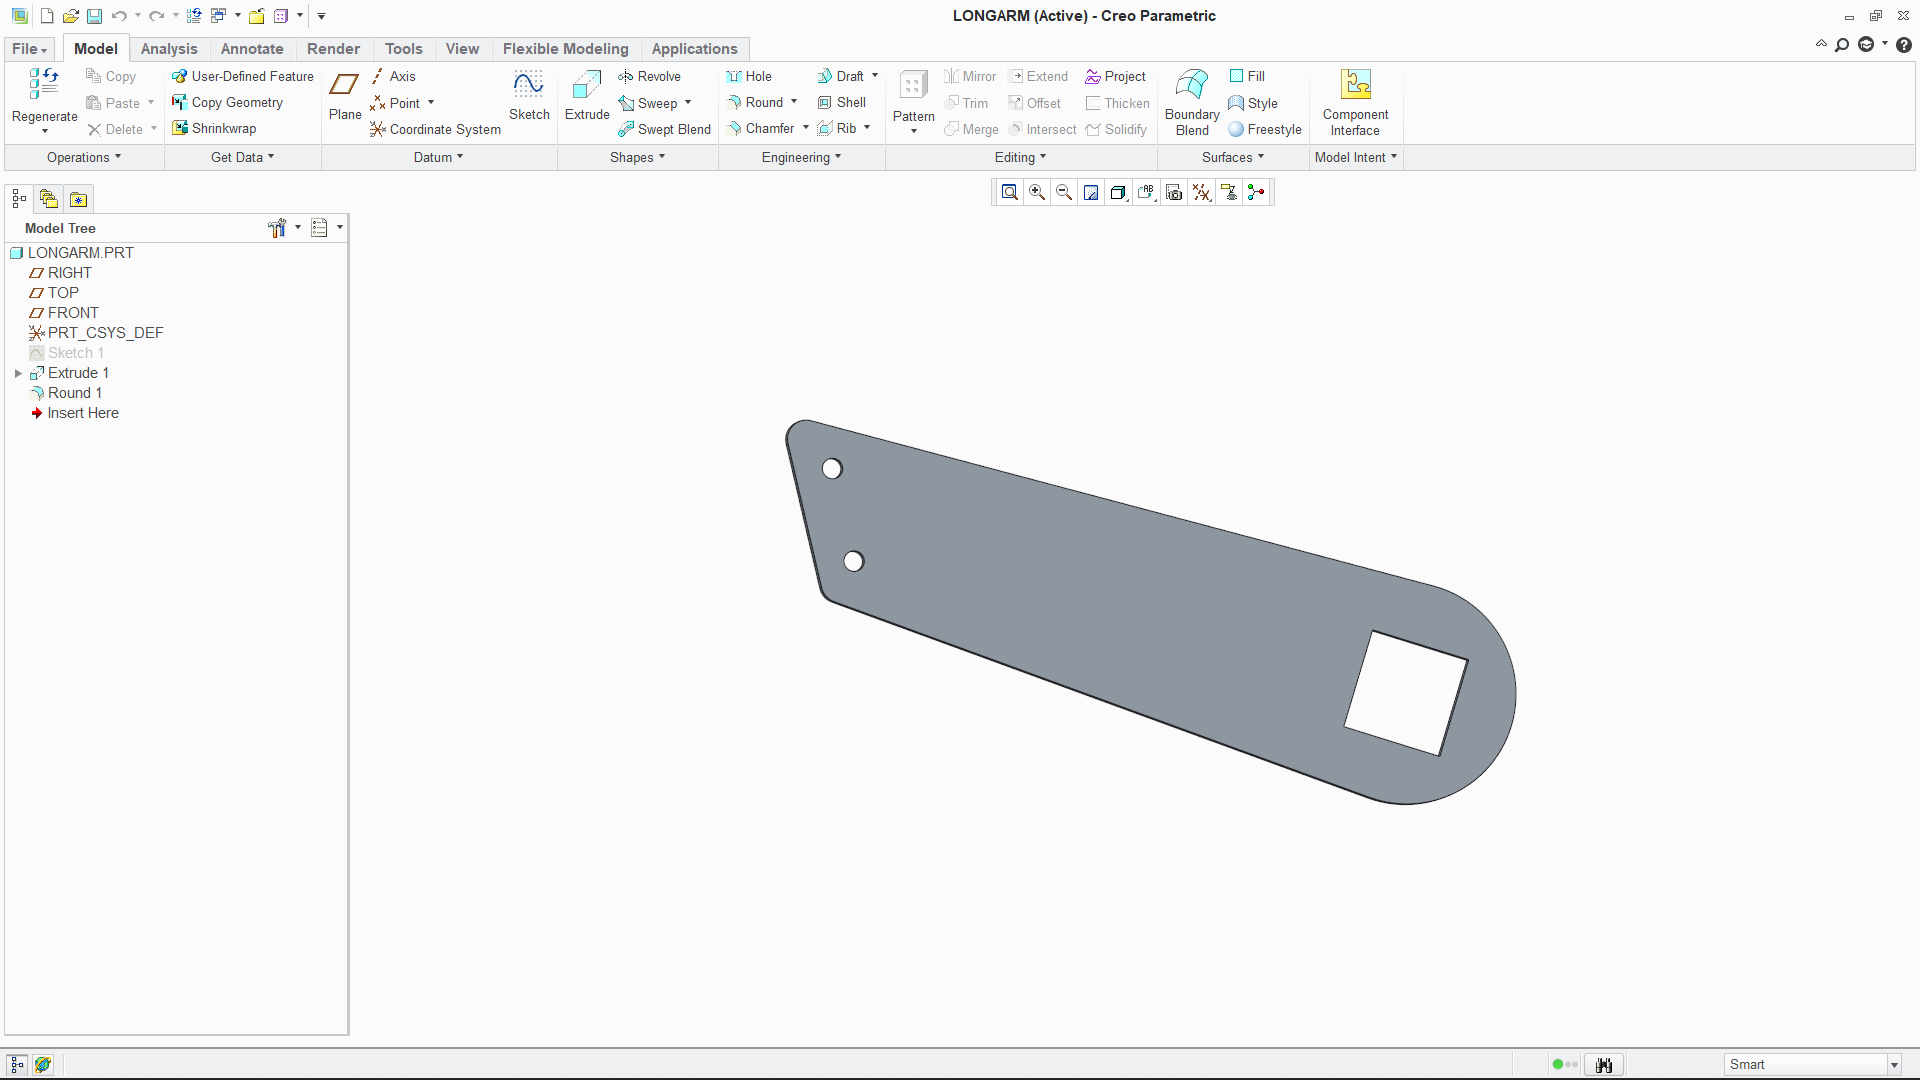 LONGARM (Active) - Creo Parametric
File Model Analysis Annotate Render Tools View Flexible Modeling Applications
Regenerate
Copy
Paste
Delete
Operations
User-Defined Feature
Copy Geometry
Shrinkwrap
Get Data
Plane
Axis
Point
Coordinate System
Sketch
Datum
Extrude
Revolve
Sweep
Swept Blend
Shapes
Hole
Round
Chamfer
Draft
Shell
Rib
Engineering
Pattern
Mirror
Trim
Merge
Extend
Offset
Intersect
Project
Thicken
Solidify
Editing
Boundary
Blend
Fill
Style
Freestyle
Surfaces
Component
Interface
Model Intent
AB
Model Tree
LONGARM.PRT
RIGHT
TOP
FRONT
PRT_CSYS_DEF
Sketch 1
Extrude 1
Round 1
Insert Here
Smart